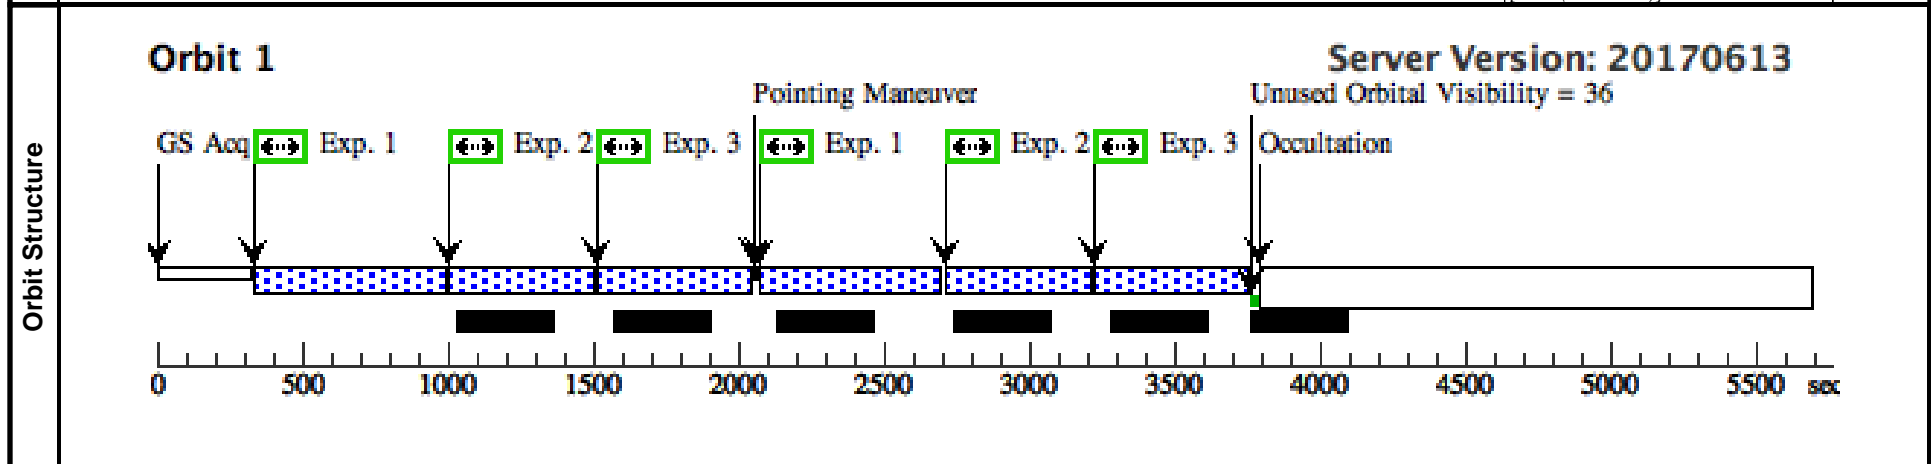 Orbit Structure
Orbit 1
Server Version: 20170613
Pointing Maneuver
Unused Orbital Visibility = 36
GS Acq
Exp. 1
Exp. 2
Exp. 3
Exp. 1
Exp. 2
Exp. 3
Occultation
0 500 1000 1500 2000 2500 3000 3500 4000 4500 5000 5500 sec